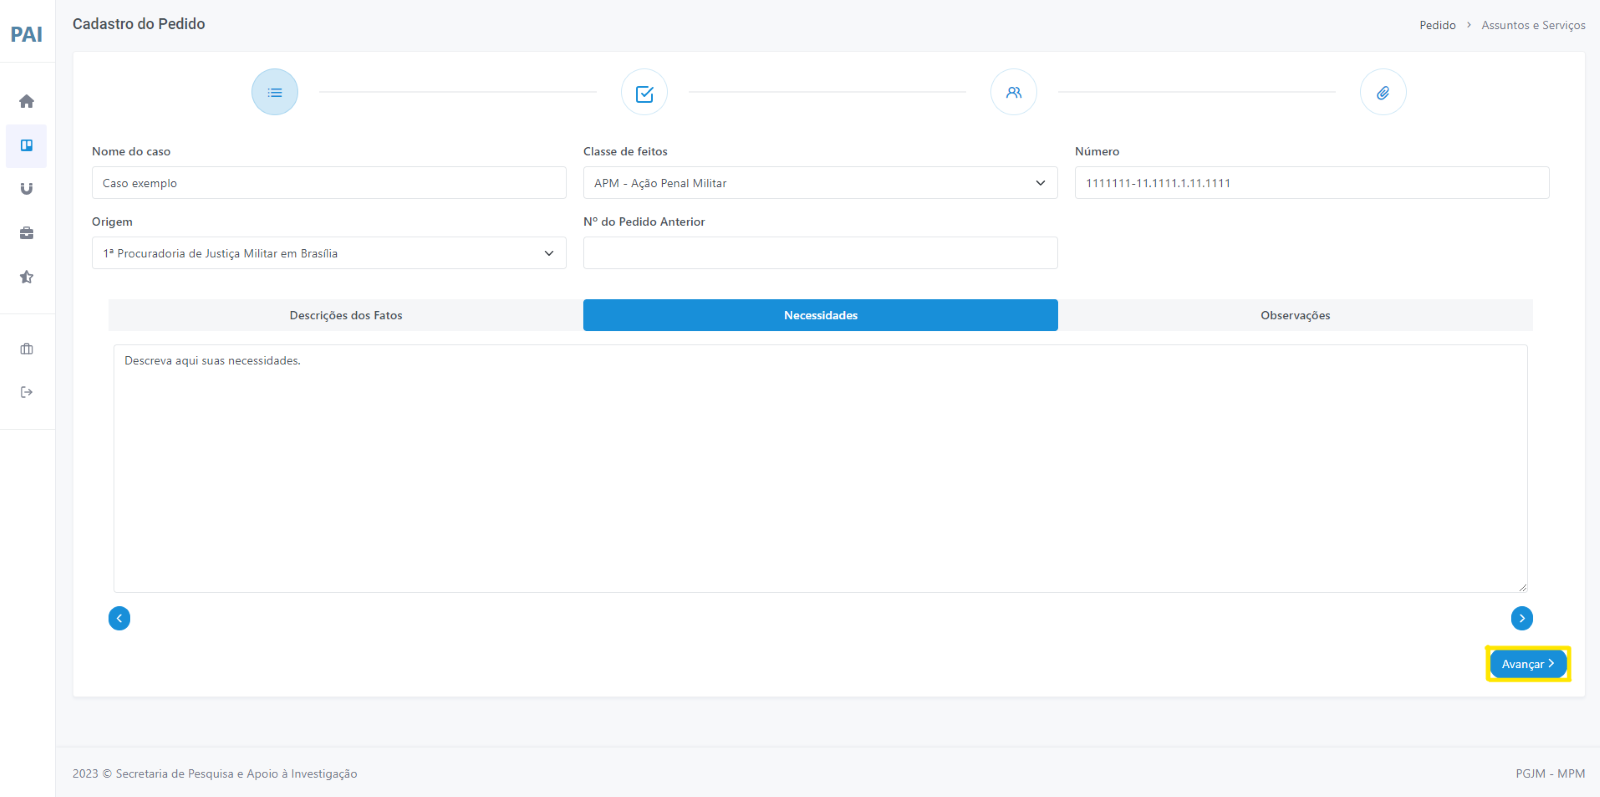 PAI
Cadastro do Pedido
Pedido > Assuntos e Serviços
Nome do caso
Classe de feitos
Número
Caso exemplo
APM - Ação Penal Militar
1111111-11.1111.1.11.1111
Origem
Nº do Pedido Anterior
1ª Procuradoria de Justiça Militar em Brasília
Descrições dos Fatos
Necessidades
Observações
Descreva aqui suas necessidades.
Avançar >
2023 © Secretaria de Pesquisa e Apoio à Investigação
PGJM - MPM